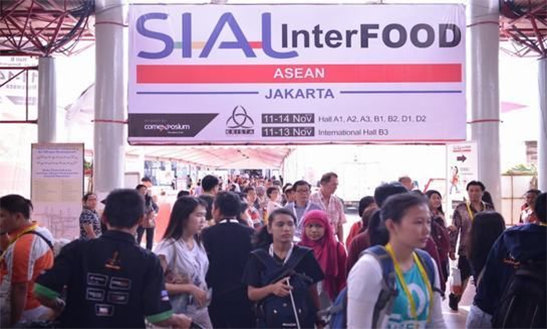 SIAL InterFOOD
ASEAN
JAKARTA
comexposium
KRISTA
11-14 Nov Hall A1, A2, A3, B1, B2, D1, D2
11-13 Nov International Hall B3